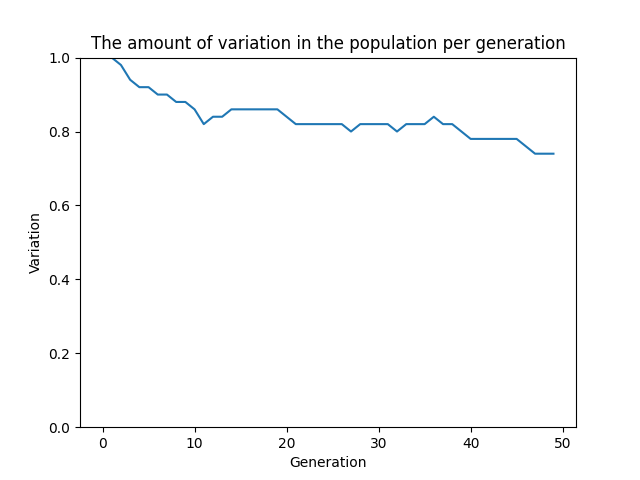 The amount of variation in the population per generation
1.0
0.8
0.6
0.4
0.2
0.0
Variation
0 10 20 30 40 50
Generation